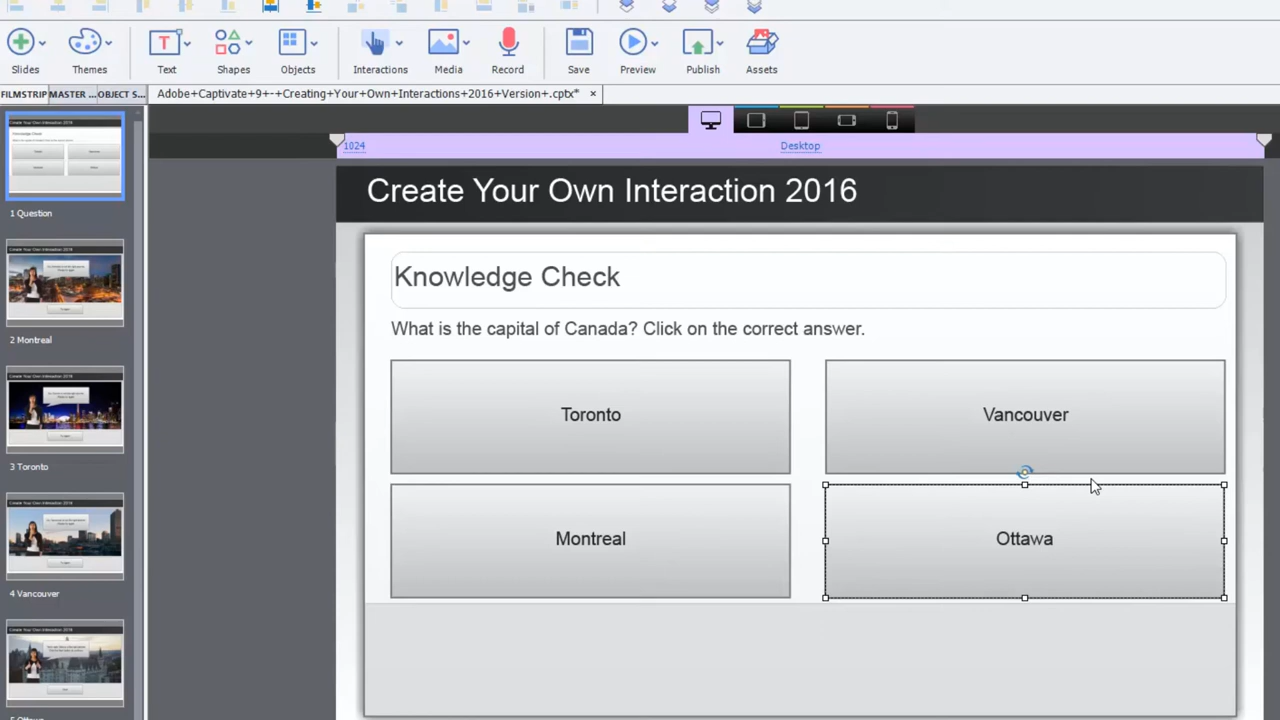 Slides
Themes
Text
Shapes
Objects
Interactions
Media
Record
Save
Preview
Publish
Assets
FILMSTRIP
MASTER ...
OBJECT S...
Adobe+Captivate+9+-+Creating+Your+Own+Interactions+2016+Version+.cptx*
1024
Desktop
Create Your Own Interaction 2016
Knowledge Check
What is the capital of Canada? Click on the correct answer.
Toronto
Vancouver
Montreal
Ottawa
1 Question
2 Montreal
3 Toronto
4 Vancouver
5 Ottawa